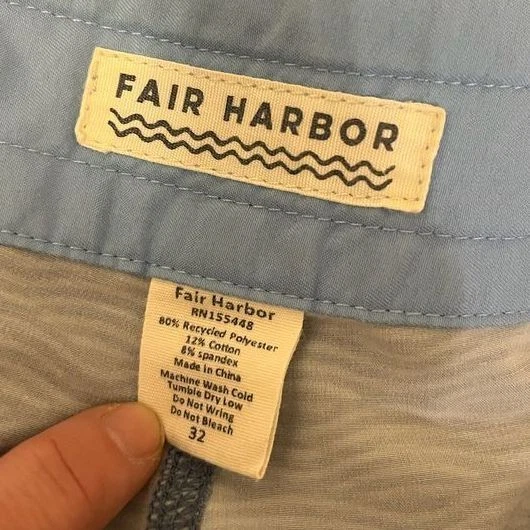 FAIR HARBOR
Fair Harbor
RN155448
80% Recycled Polyester
12% Cotton
8% spandex
Made in China
Machine Wash Cold
Tumble Dry Low
Do Not Wring
Do Not Bleach
32